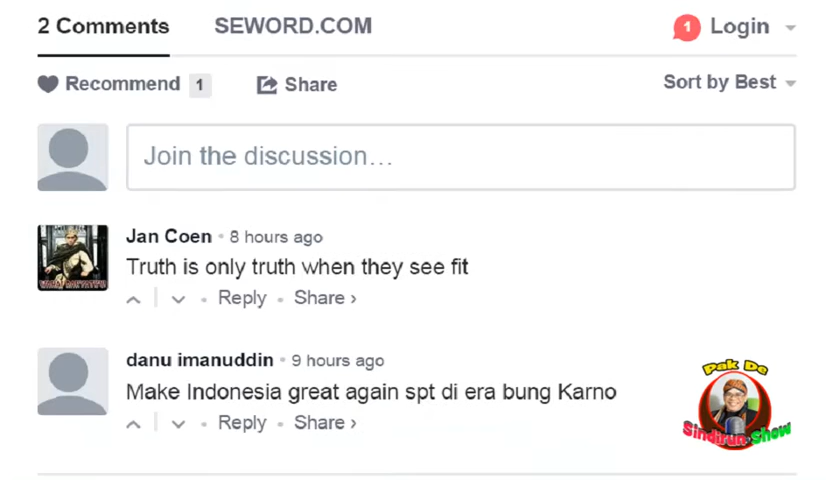 2 Comments SEWORD.COM 1 Login
Recommend 1 Share Sort by Best
Join the discussion...
Jan Coen • 8 hours ago
Truth is only truth when they see fit
Reply • Share ›
danu imanuddin • 9 hours ago
Make Indonesia great again spt di era bung Karno
Reply • Share ›
Pak De
Sindirun Show